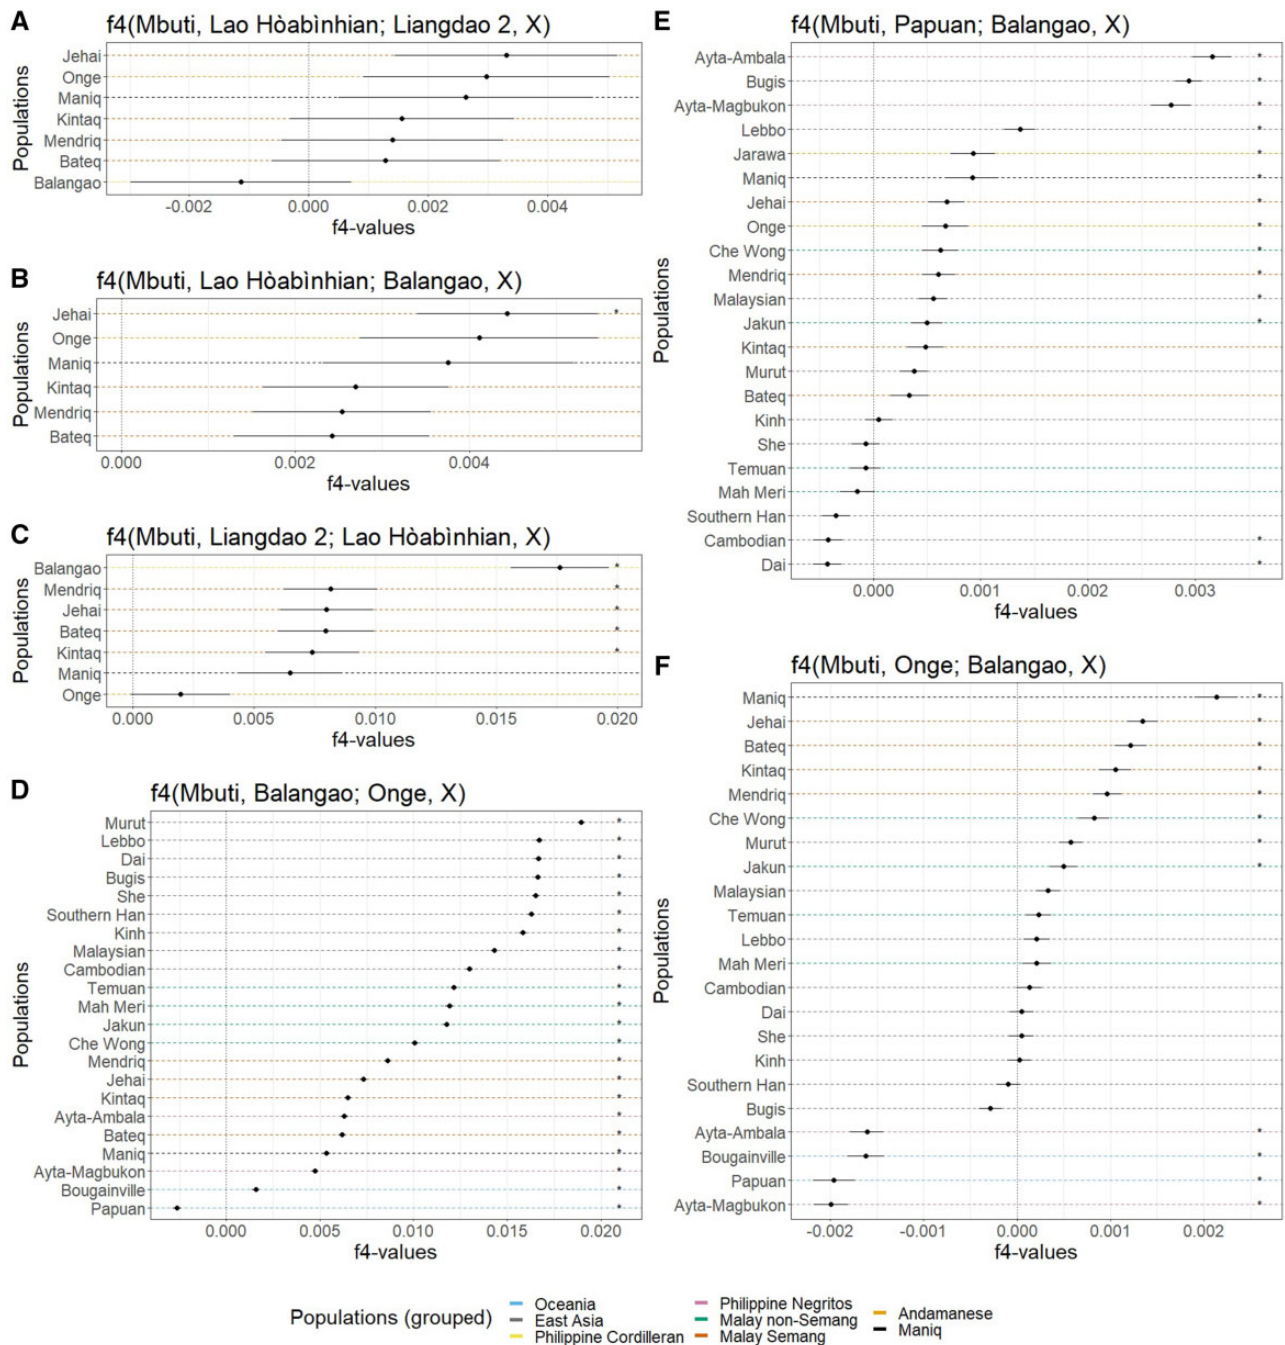 A
f4(Mbuti, Lao Hòabìnhian; Liangdao 2, X)
Populations
Jehai
Onge
Maniq
Kintaq
Mendriq
Bateq
Balangao
-0.002 0.000 0.002 0.004
f4-values
B
f4(Mbuti, Lao Hòabìnhian; Balangao, X)
Populations
Jehai *
Onge
Maniq
Kintaq
Mendriq
Bateq
0.000 0.002 0.004
f4-values
C
f4(Mbuti, Liangdao 2; Lao Hòabìnhian, X)
Populations
Balangao *
Mendriq *
Jehai *
Bateq *
Kintaq *
Maniq
Onge
0.000 0.005 0.010 0.015 0.020
f4-values
D
f4(Mbuti, Balangao; Onge, X)
Populations
Murut *
Lebbo *
Dai *
Bugis *
She *
Southern Han *
Kinh *
Malaysian *
Cambodian *
Temuan *
Mah Meri *
Jakun *
Che Wong *
Mendriq *
Jehai *
Kintaq *
Ayta-Ambala *
Bateq *
Maniq *
Ayta-Magbukon *
Bougainville *
Papuan *
0.000 0.005 0.010 0.015 0.020
f4-values
E
f4(Mbuti, Papuan; Balangao, X)
Populations
Ayta-Ambala *
Bugis *
Ayta-Magbukon *
Lebbo *
Jarawa *
Maniq *
Jehai *
Onge *
Che Wong *
Mendriq *
Malaysian *
Jakun *
Kintaq
Murut
Bateq
Kinh
She
Temuan
Mah Meri
Southern Han
Cambodian *
Dai *
0.000 0.001 0.002 0.003
f4-values
F
f4(Mbuti, Onge; Balangao, X)
Populations
Maniq *
Jehai *
Bateq *
Kintaq *
Mendriq *
Che Wong *
Murut *
Jakun *
Malaysian
Temuan
Lebbo
Mah Meri
Cambodian
Dai
She
Kinh
Southern Han
Bugis
Ayta-Ambala *
Bougainville *
Papuan *
Ayta-Magbukon *
-0.002 -0.001 0.000 0.001 0.002
f4-values
Populations (grouped)
Oceania
East Asia
Philippine Cordilleran
Philippine Negritos
Malay non-Semang
Malay Semang
Andamanese
Maniq